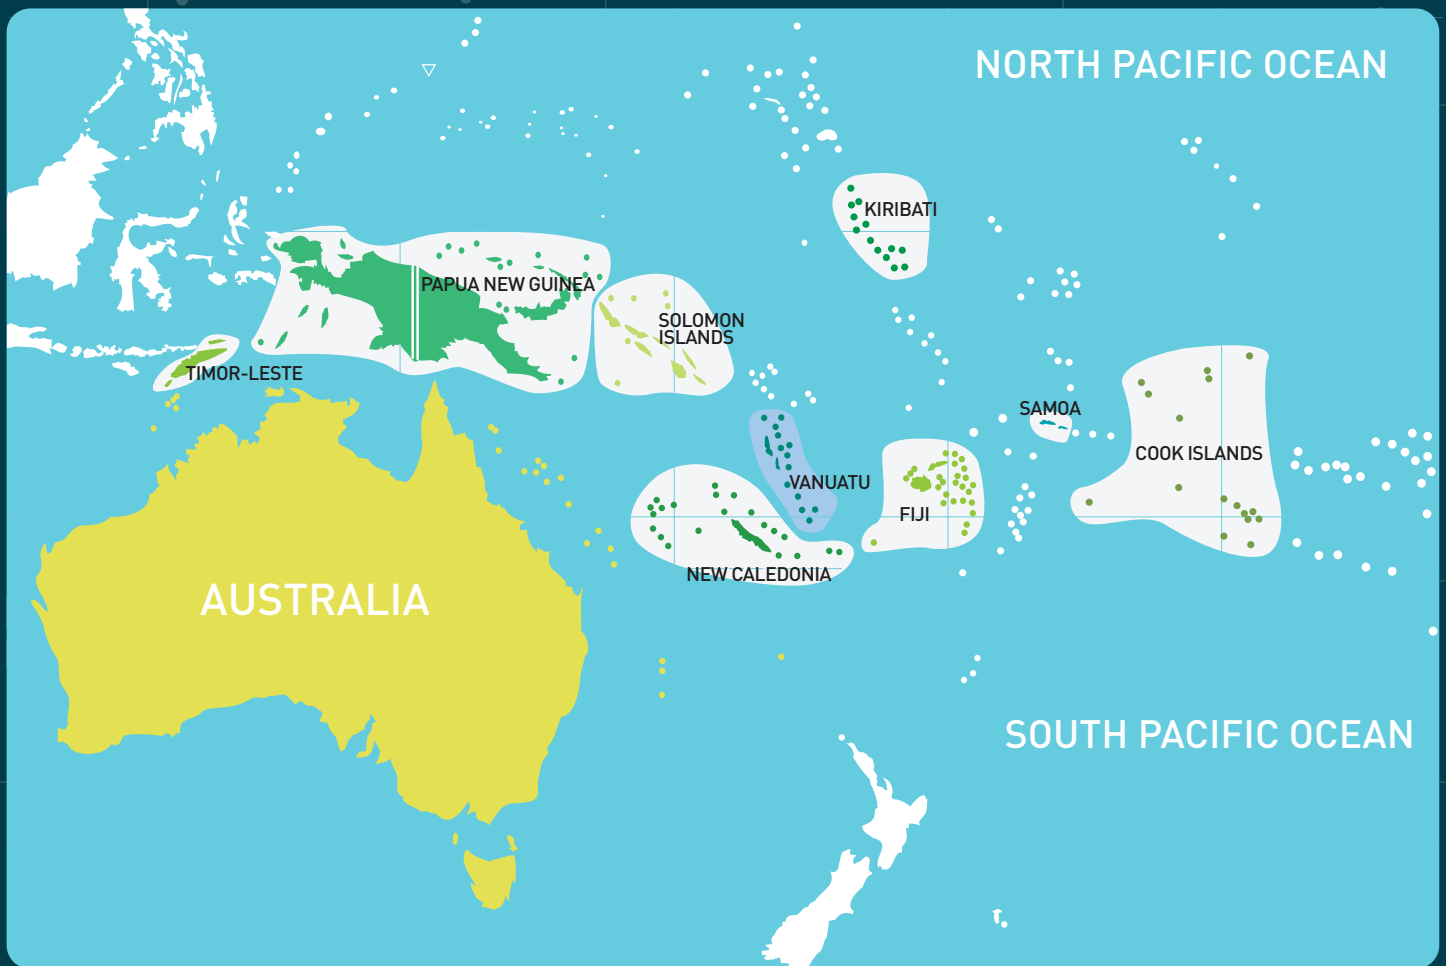 NORTH PACIFIC OCEAN
KIRIBATI
PAPUA NEW GUINEA
SOLOMON
ISLANDS
TIMOR-LESTE
SAMOA
COOK ISLANDS
VANUATU
FIJI
NEW CALEDONIA
AUSTRALIA
SOUTH PACIFIC OCEAN